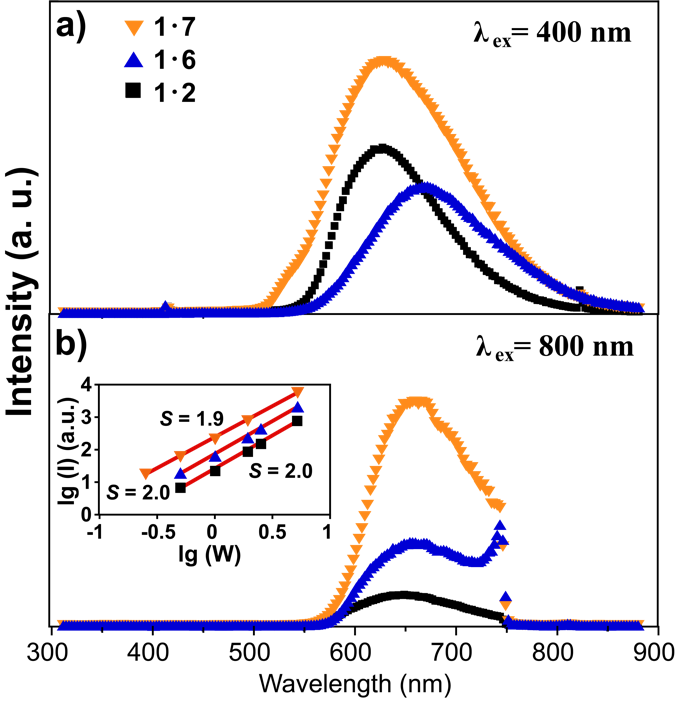 a)
1·7
1·6
1·2
λex= 400 nm
Intensity (a. u.)
b)
λex= 800 nm
lg (I) (a.u.)
4
3
2
1
0
S = 1.9
S = 2.0
S = 2.0
-1
-0.5
0
0.5
1
lg (W)
300
400
500
600
700
800
900
Wavelength (nm)